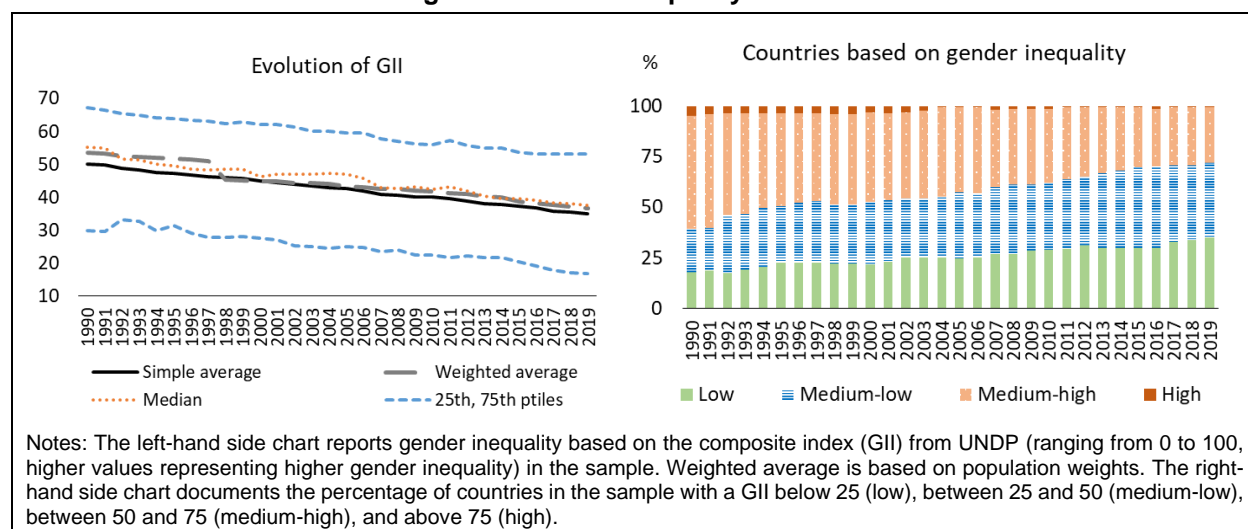 Evolution of GII
70
60
50
40
30
20
10
1990 1991 1992 1993 1994 1995 1996 1997 1998 1999 2000 2001 2002 2003 2004 2005 2006 2007 2008 2009 2010 2011 2012 2013 2014 2015 2016 2017 2018 2019
Simple average Weighted average
Median 25th, 75th ptiles
Countries based on gender inequality
%
100
75
50
25
0
1990 1991 1992 1993 1994 1995 1996 1997 1998 1999 2000 2001 2002 2003 2004 2005 2006 2007 2008 2009 2010 2011 2012 2013 2014 2015 2016 2017 2018 2019
Low Medium-low Medium-high High
Notes: The left-hand side chart reports gender inequality based on the composite index (GII) from UNDP (ranging from 0 to 100,
higher values representing higher gender inequality) in the sample. Weighted average is based on population weights. The right-
hand side chart documents the percentage of countries in the sample with a GII below 25 (low), between 25 and 50 (medium-low),
between 50 and 75 (medium-high), and above 75 (high).